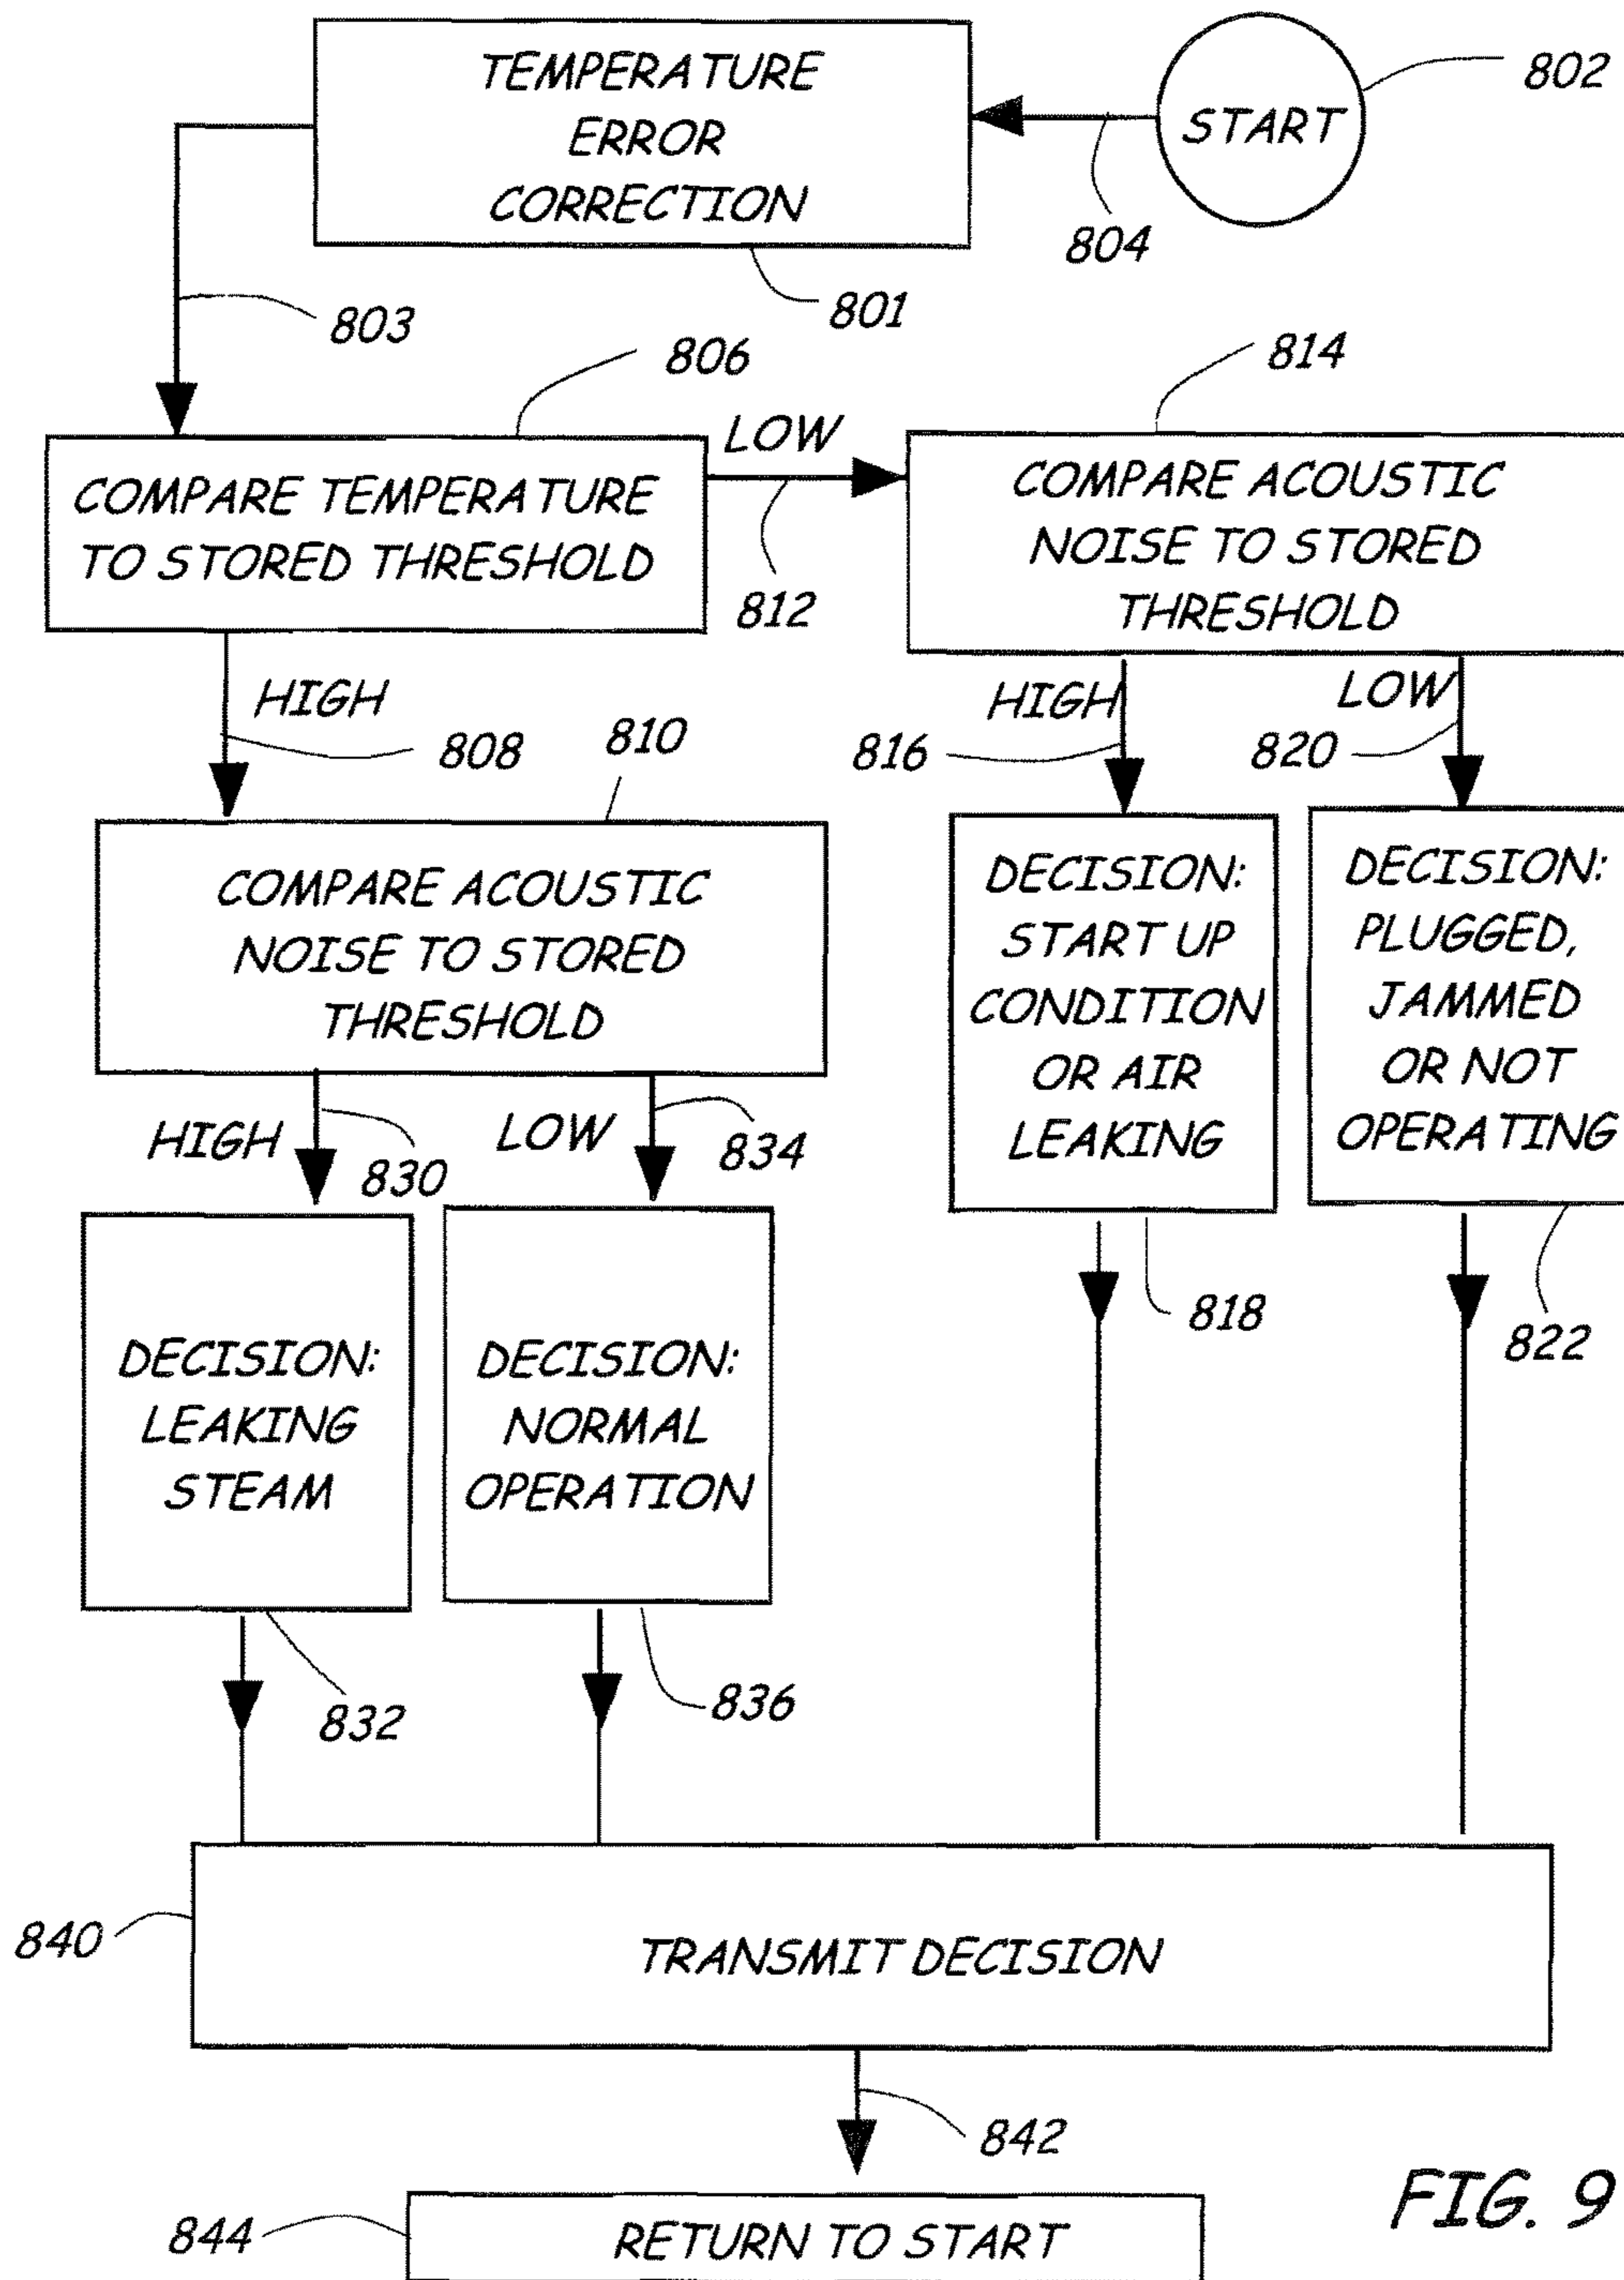 TEMPERATURE
ERROR
CORRECTION
START
802
804
801
803
806
814
COMPARE TEMPERATURE
TO STORED THRESHOLD
LOW
812
COMPARE ACOUSTIC
NOISE TO STORED
THRESHOLD
HIGH
808
810
HIGH
816
LOW
820
COMPARE ACOUSTIC
NOISE TO STORED
THRESHOLD
DECISION:
START UP
CONDITION
OR AIR
LEAKING
DECISION:
PLUGGED,
JAMMED
OR NOT
OPERATING
HIGH
830
LOW
834
818
822
DECISION:
LEAKING
STEAM
DECISION:
NORMAL
OPERATION
832
836
840
TRANSMIT DECISION
842
844
RETURN TO START
FIG. 9